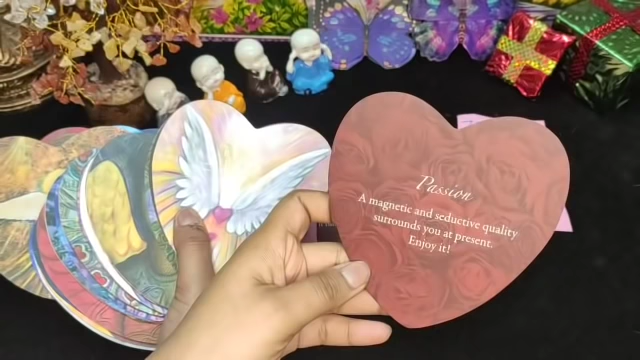 Passion
A magnetic and seductive quality
surrounds you at present.
Enjoy it!